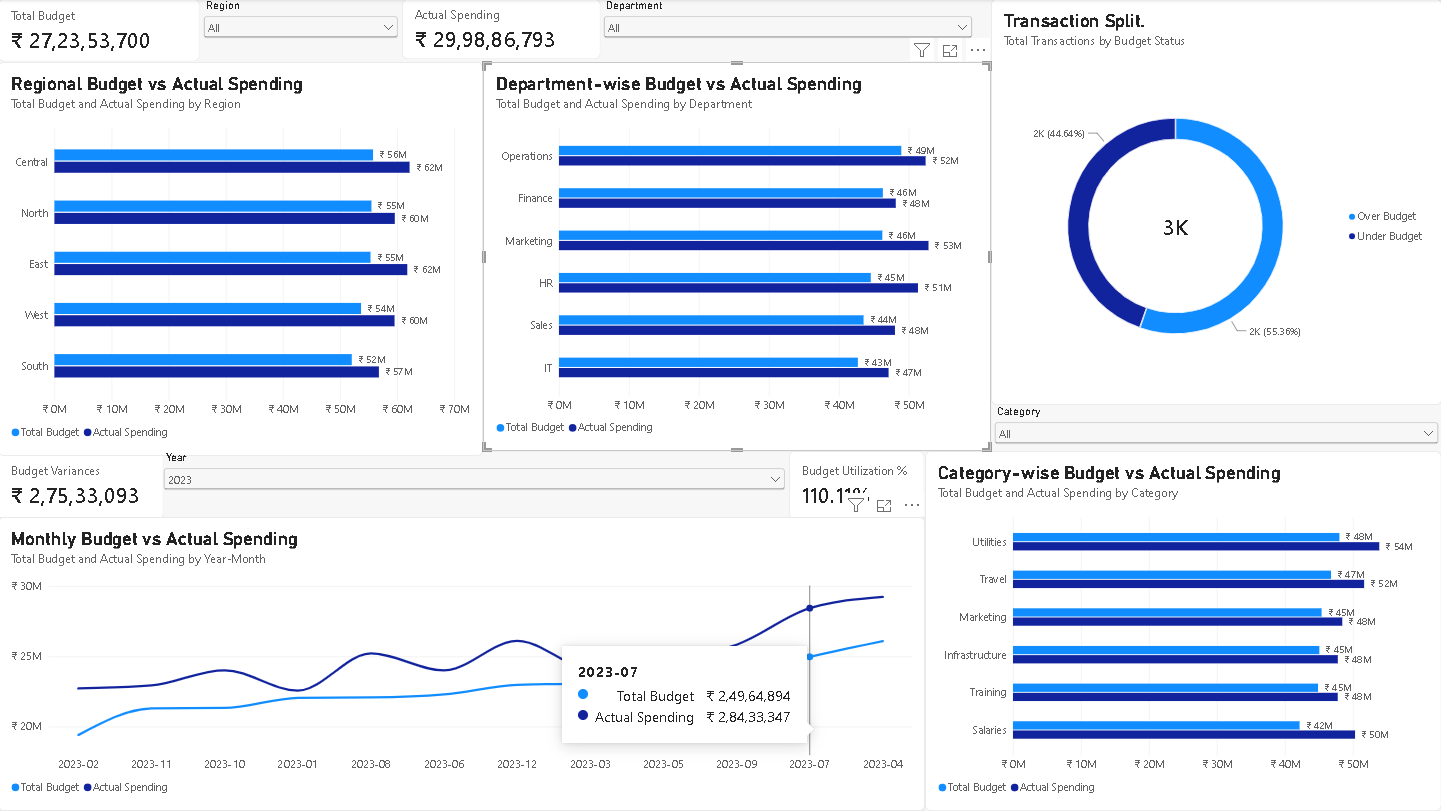 Total Budget
₹ 27,23,53,700
Region
All
Actual Spending
₹ 29,98,86,793
Department
All
Regional Budget vs Actual Spending
Total Budget and Actual Spending by Region
Central
₹ 56M
₹ 62M
North
₹ 55M
₹ 60M
East
₹ 55M
₹ 62M
West
₹ 54M
₹ 60M
South
₹ 52M
₹ 57M
₹ 0M ₹ 10M ₹ 20M ₹ 30M ₹ 40M ₹ 50M ₹ 60M ₹ 70M
Total Budget Actual Spending
Department-wise Budget vs Actual Spending
Total Budget and Actual Spending by Department
Operations
₹ 49M
₹ 52M
Finance
₹ 46M
₹ 48M
Marketing
₹ 46M
₹ 53M
HR
₹ 45M
₹ 51M
Sales
₹ 44M
₹ 48M
IT
₹ 43M
₹ 47M
₹ 0M ₹ 10M ₹ 20M ₹ 30M ₹ 40M ₹ 50M
Total Budget Actual Spending
Transaction Split.
Total Transactions by Budget Status
2K (44.64%)
3K
2K (55.36%)
Over Budget
Under Budget
Category
All
Budget Variances
₹ 2,75,33,093
Year
2023
Budget Utilization %
110.11%
Monthly Budget vs Actual Spending
Total Budget and Actual Spending by Year-Month
₹ 30M
₹ 25M
₹ 20M
2023-07
Total Budget ₹ 2,49,64,894
Actual Spending ₹ 2,84,33,347
2023-02 2023-11 2023-10 2023-01 2023-08 2023-06 2023-12 2023-03 2023-05 2023-09 2023-07 2023-04
Total Budget Actual Spending
Category-wise Budget vs Actual Spending
Total Budget and Actual Spending by Category
Utilities
₹ 48M
₹ 54M
Travel
₹ 47M
₹ 52M
Marketing
₹ 45M
₹ 48M
Infrastructure
₹ 45M
₹ 48M
Training
₹ 45M
₹ 48M
Salaries
₹ 42M
₹ 50M
₹ 0M ₹ 10M ₹ 20M ₹ 30M ₹ 40M ₹ 50M
Total Budget Actual Spending